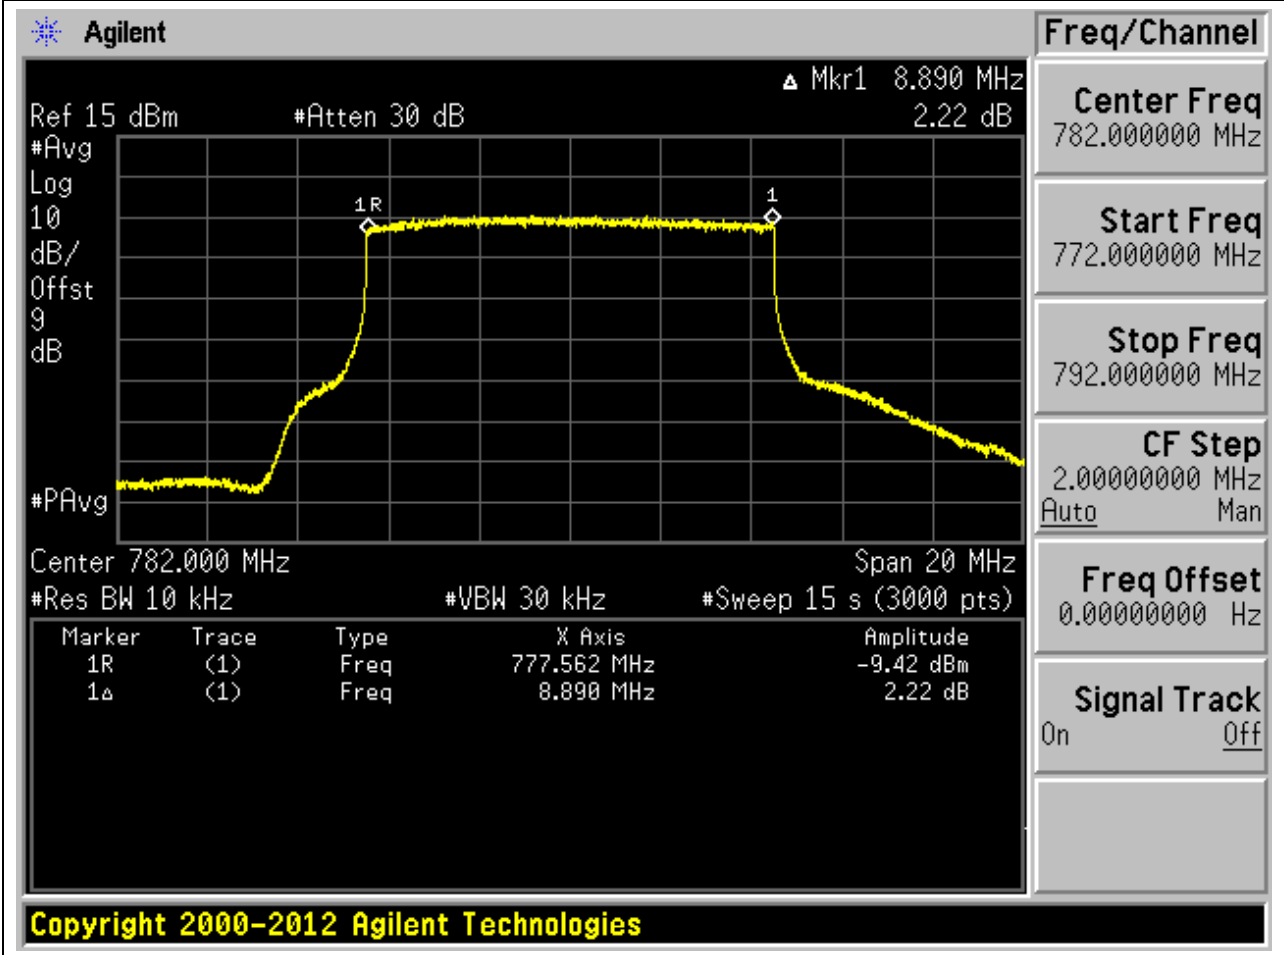 Agilent
Freq/Channel
Δ Mkr1 8.890 MHz
Ref 15 dBm #Atten 30 dB 2.22 dB
#Avg
Log
10
dB/
Offst
9
dB
#PAvg
1R
1
Center 782.000 MHz Span 20 MHz
#Res BW 10 kHz #VBW 30 kHz #Sweep 15 s (3000 pts)
Marker Trace Type X Axis Amplitude
1R (1) Freq 777.562 MHz -9.42 dBm
1Δ (1) Freq 8.890 MHz 2.22 dB
Center Freq
782.000000 MHz
Start Freq
772.000000 MHz
Stop Freq
792.000000 MHz
CF Step
2.00000000 MHz
Auto Man
Freq Offset
0.00000000 Hz
Signal Track
On Off
Copyright 2000-2012 Agilent Technologies